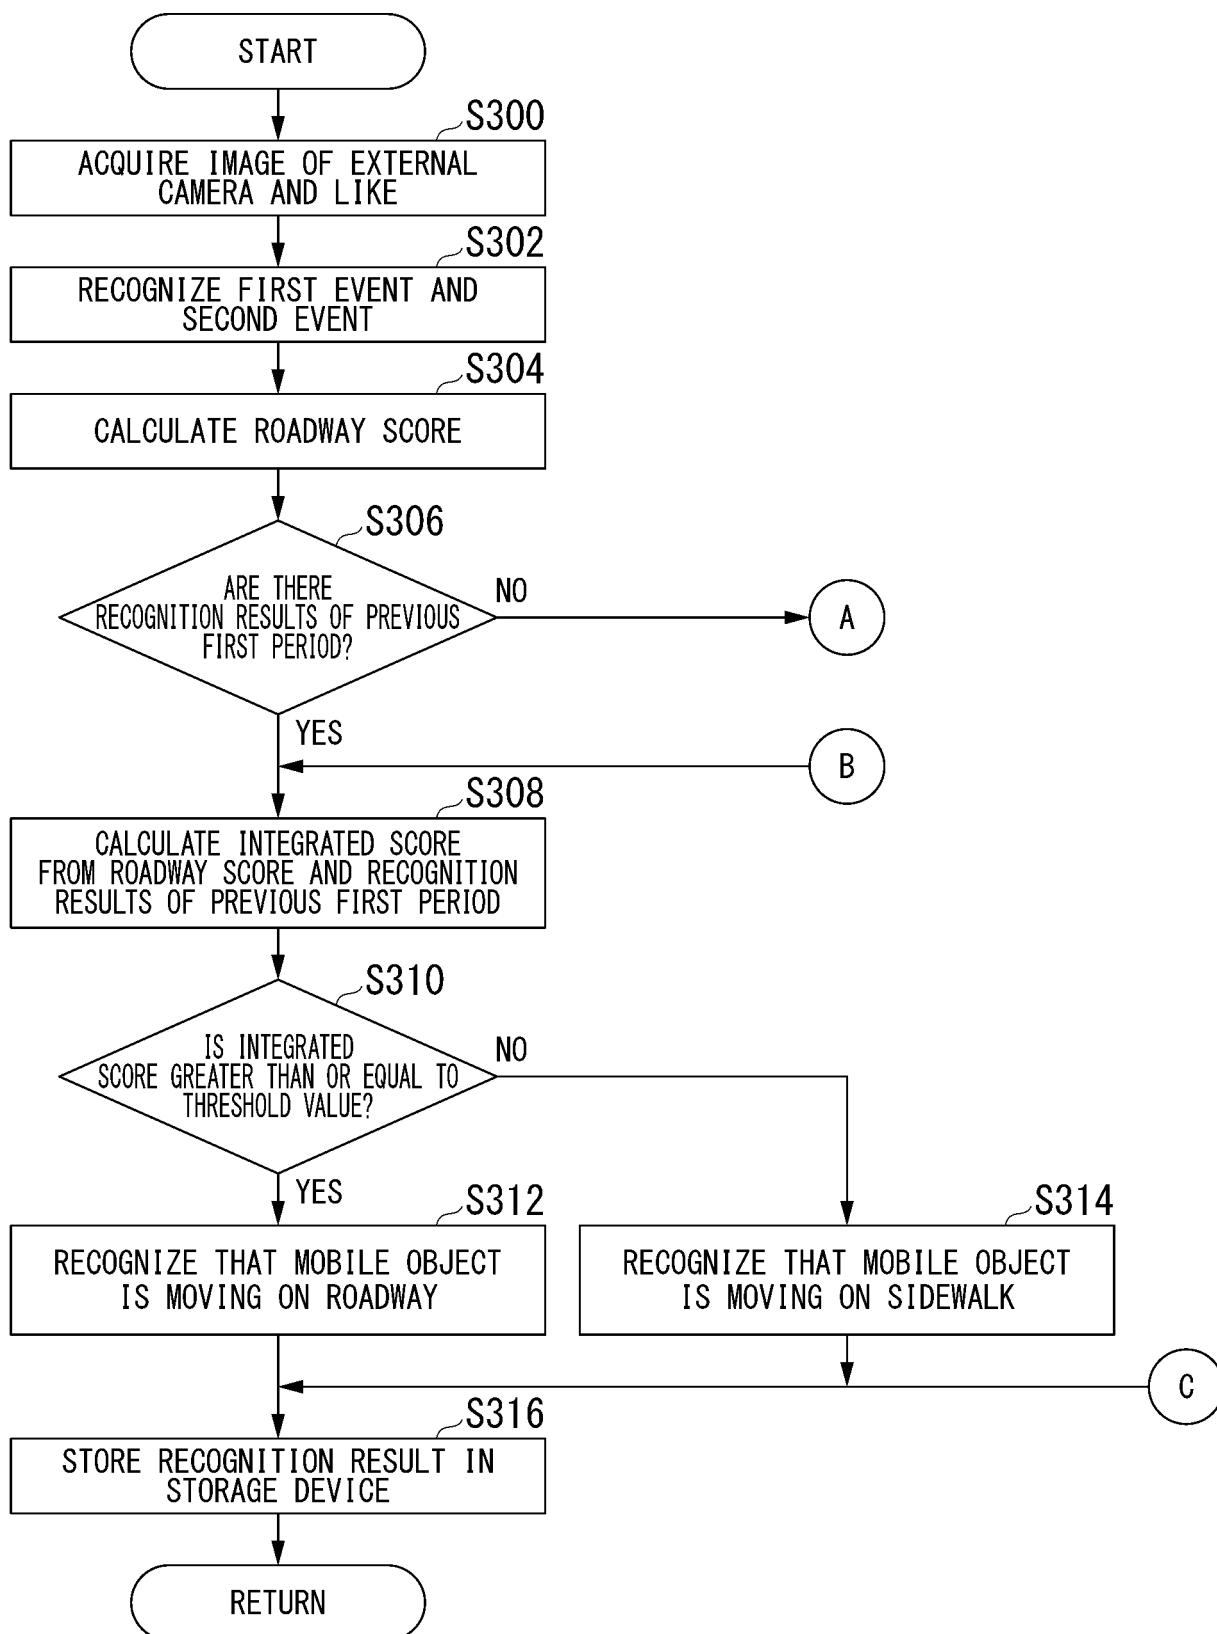 START
S300
ACQUIRE IMAGE OF EXTERNAL
CAMERA AND LIKE
S302
RECOGNIZE FIRST EVENT AND
SECOND EVENT
S304
CALCULATE ROADWAY SCORE
S306
ARE THERE
RECOGNITION RESULTS OF PREVIOUS
FIRST PERIOD?
NO
A
YES
B
S308
CALCULATE INTEGRATED SCORE
FROM ROADWAY SCORE AND RECOGNITION
RESULTS OF PREVIOUS FIRST PERIOD
S310
IS INTEGRATED
SCORE GREATER THAN OR EQUAL TO
THRESHOLD VALUE?
NO
YES
S312
RECOGNIZE THAT MOBILE OBJECT
IS MOVING ON ROADWAY
S314
RECOGNIZE THAT MOBILE OBJECT
IS MOVING ON SIDEWALK
C
S316
STORE RECOGNITION RESULT IN
STORAGE DEVICE
RETURN